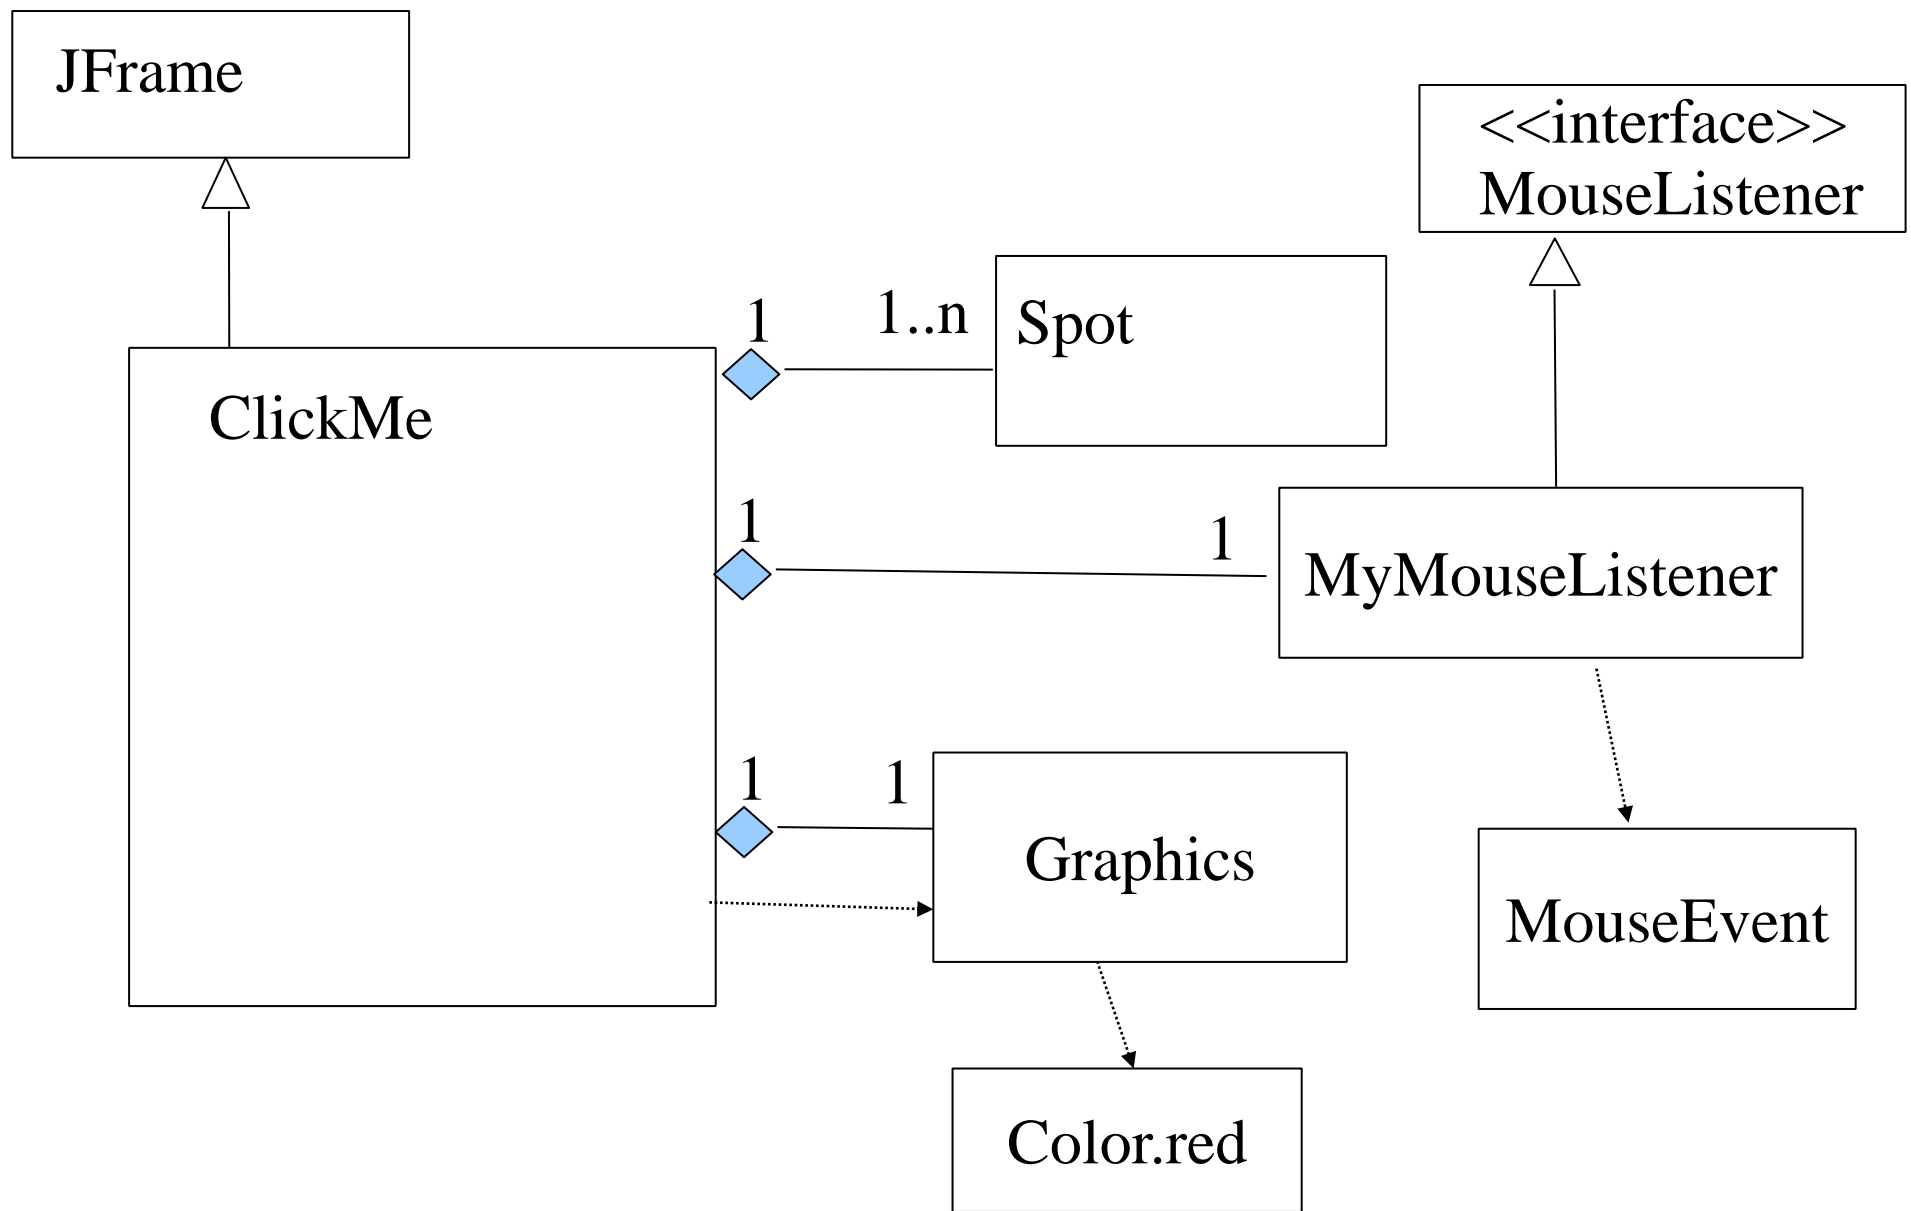 JFrame
<<interface>>
MouseListener
1
1..n
Spot
ClickMe
1
1
MyMouseListener
1
1
Graphics
MouseEvent
Color.red